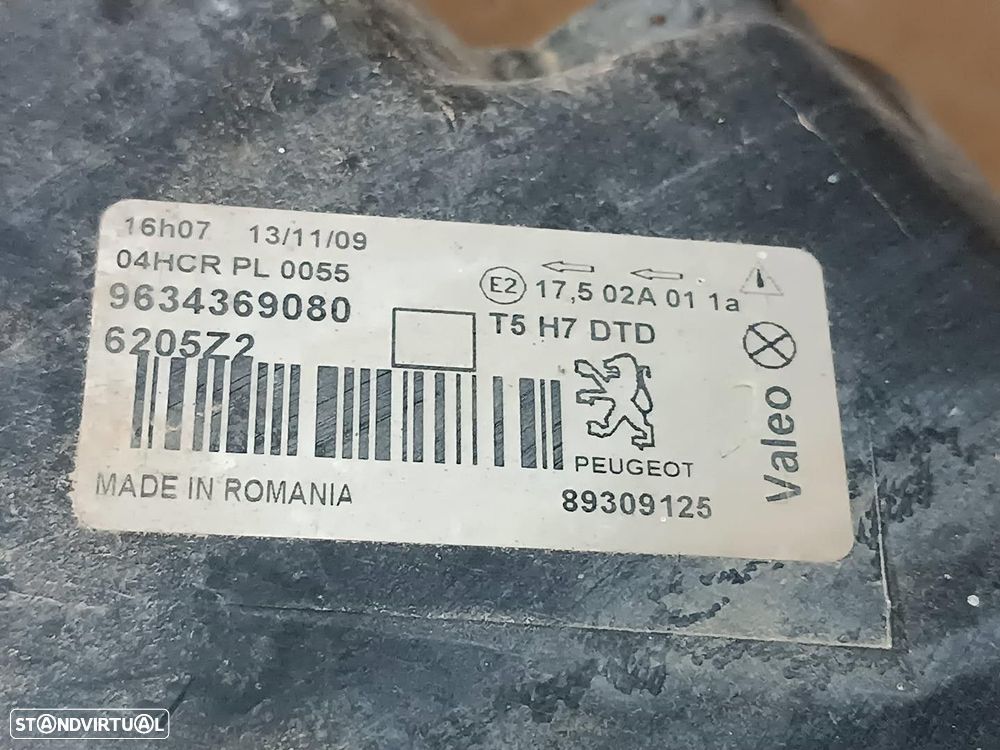 16h07 13/11/09
04HCR PL 0055
9634369080
6205Z2
E2 17,5 02A 01 1a
T5 H7 DTD
PEUGEOT
Valeo
MADE IN ROMANIA
89309125
STANDVIRTUAL